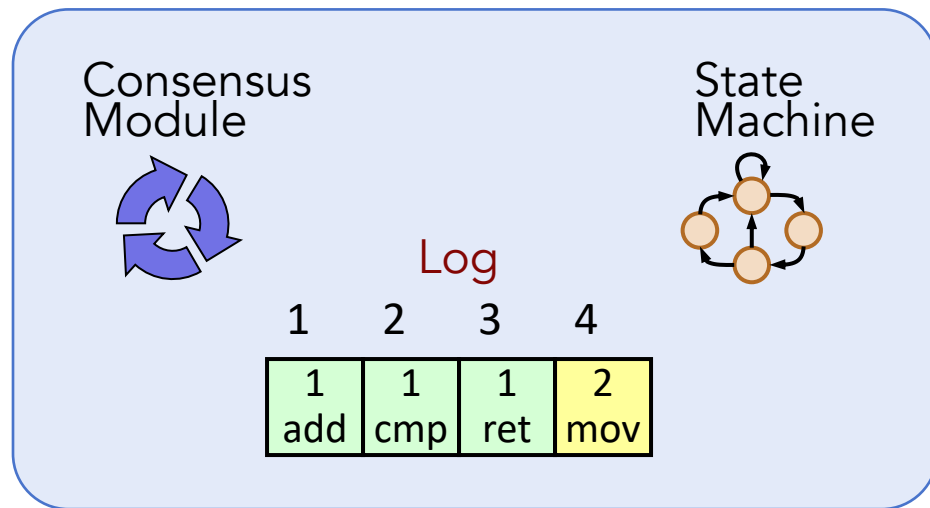 Consensus
Module
State
Machine
Log
1 2 3 4
1 1 1 2
add cmp ret mov